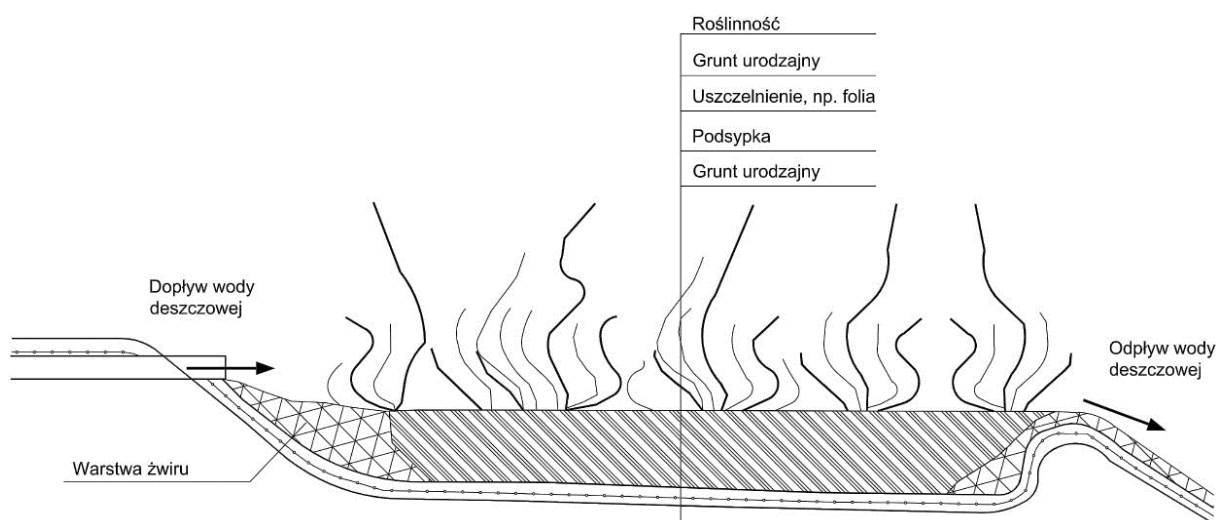 Roślinność
Grunt urodzajny
Uszczelnienie, np. folia
Podsypka
Grunt urodzajny
Dopływ wody
deszczowej
Odpływ wody
deszczowej
Warstwa żwiru